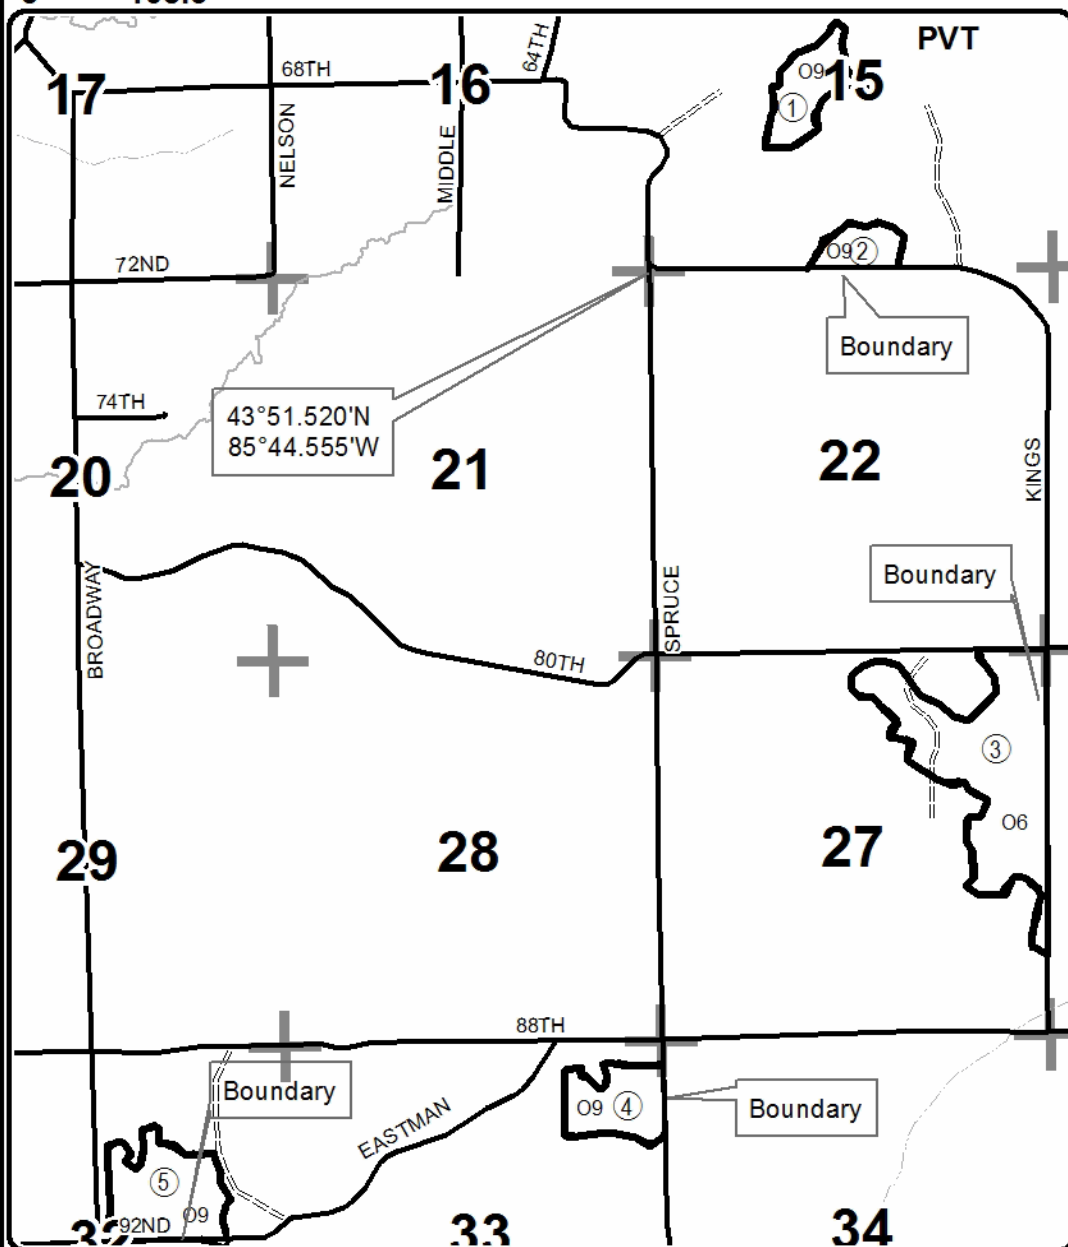 PVT
64TH
68TH
17
16
O9
15
1
NELSON
MIDDLE
O9
2
72ND
Boundary
74TH
43°51.520'N
85°44.555'W
20
21
22
KINGS
Boundary
BROADWAY
SPRUCE
80TH
3
O6
29
28
27
88TH
Boundary
EASTMAN
O9
4
Boundary
5
O9
92ND
32
33
34